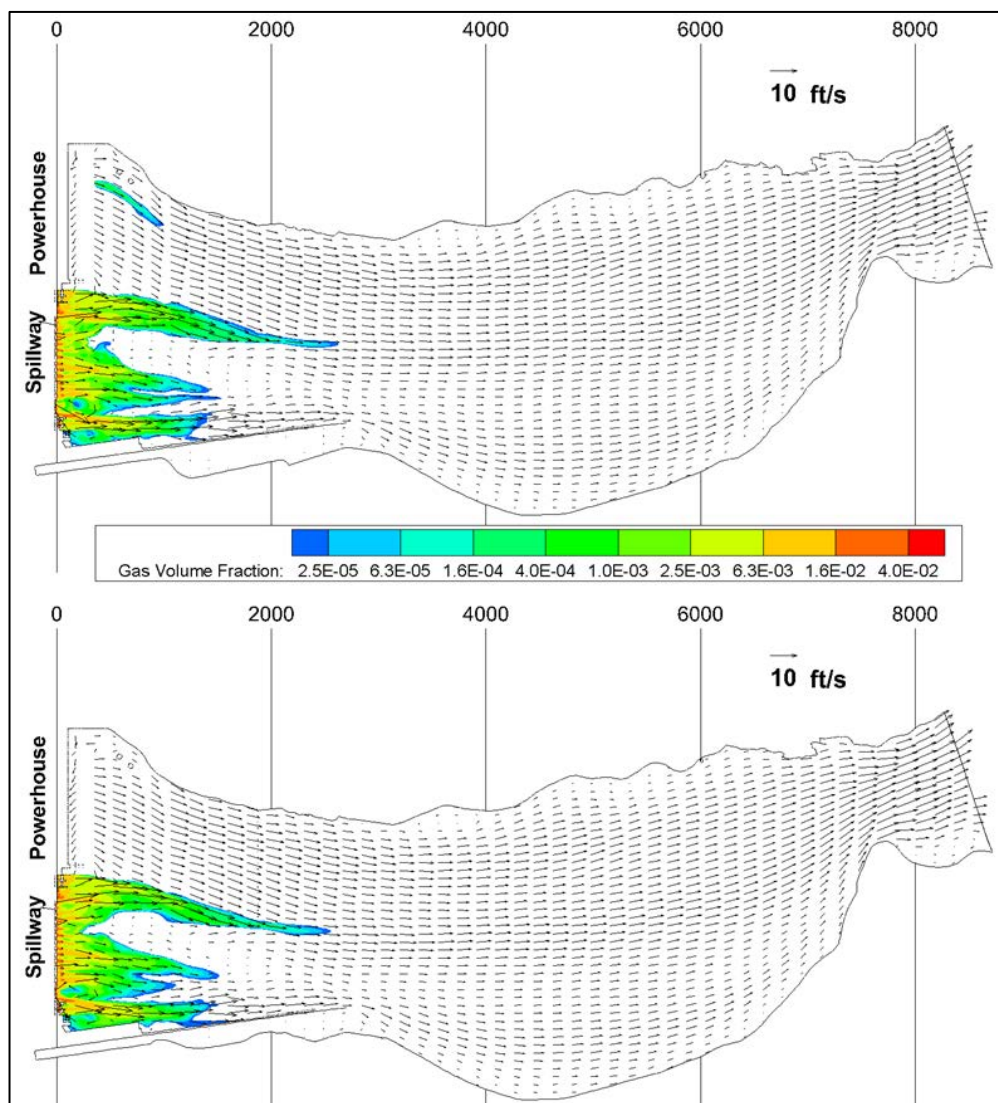 0 2000 4000 6000 8000
10 ft/s
Powerhouse
Spillway
Gas Volume Fraction: 2.5E-05 6.3E-05 1.6E-04 4.0E-04 1.0E-03 2.5E-03 6.3E-03 1.6E-02 4.0E-02
0 2000 4000 6000 8000
10 ft/s
Powerhouse
Spillway